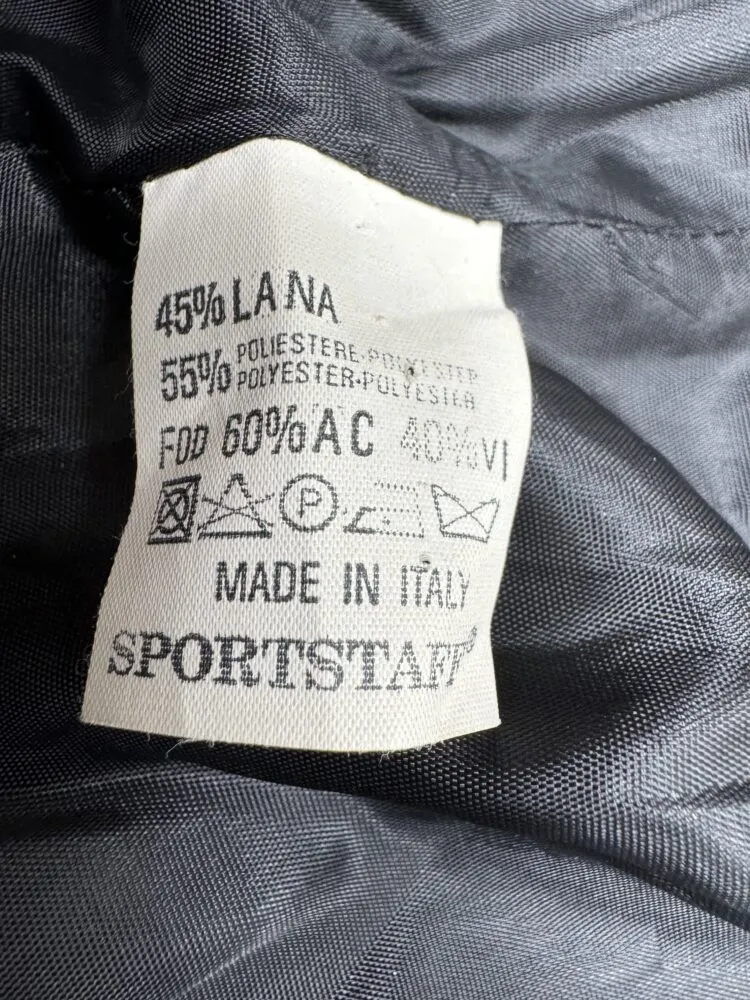 45% LANA
55% POLIESTERE-POLYESTER
POLYESTER-POLYESTER
FOD 60% AC 40% VI
P
MADE IN ITALY
SPORTSTAFF®